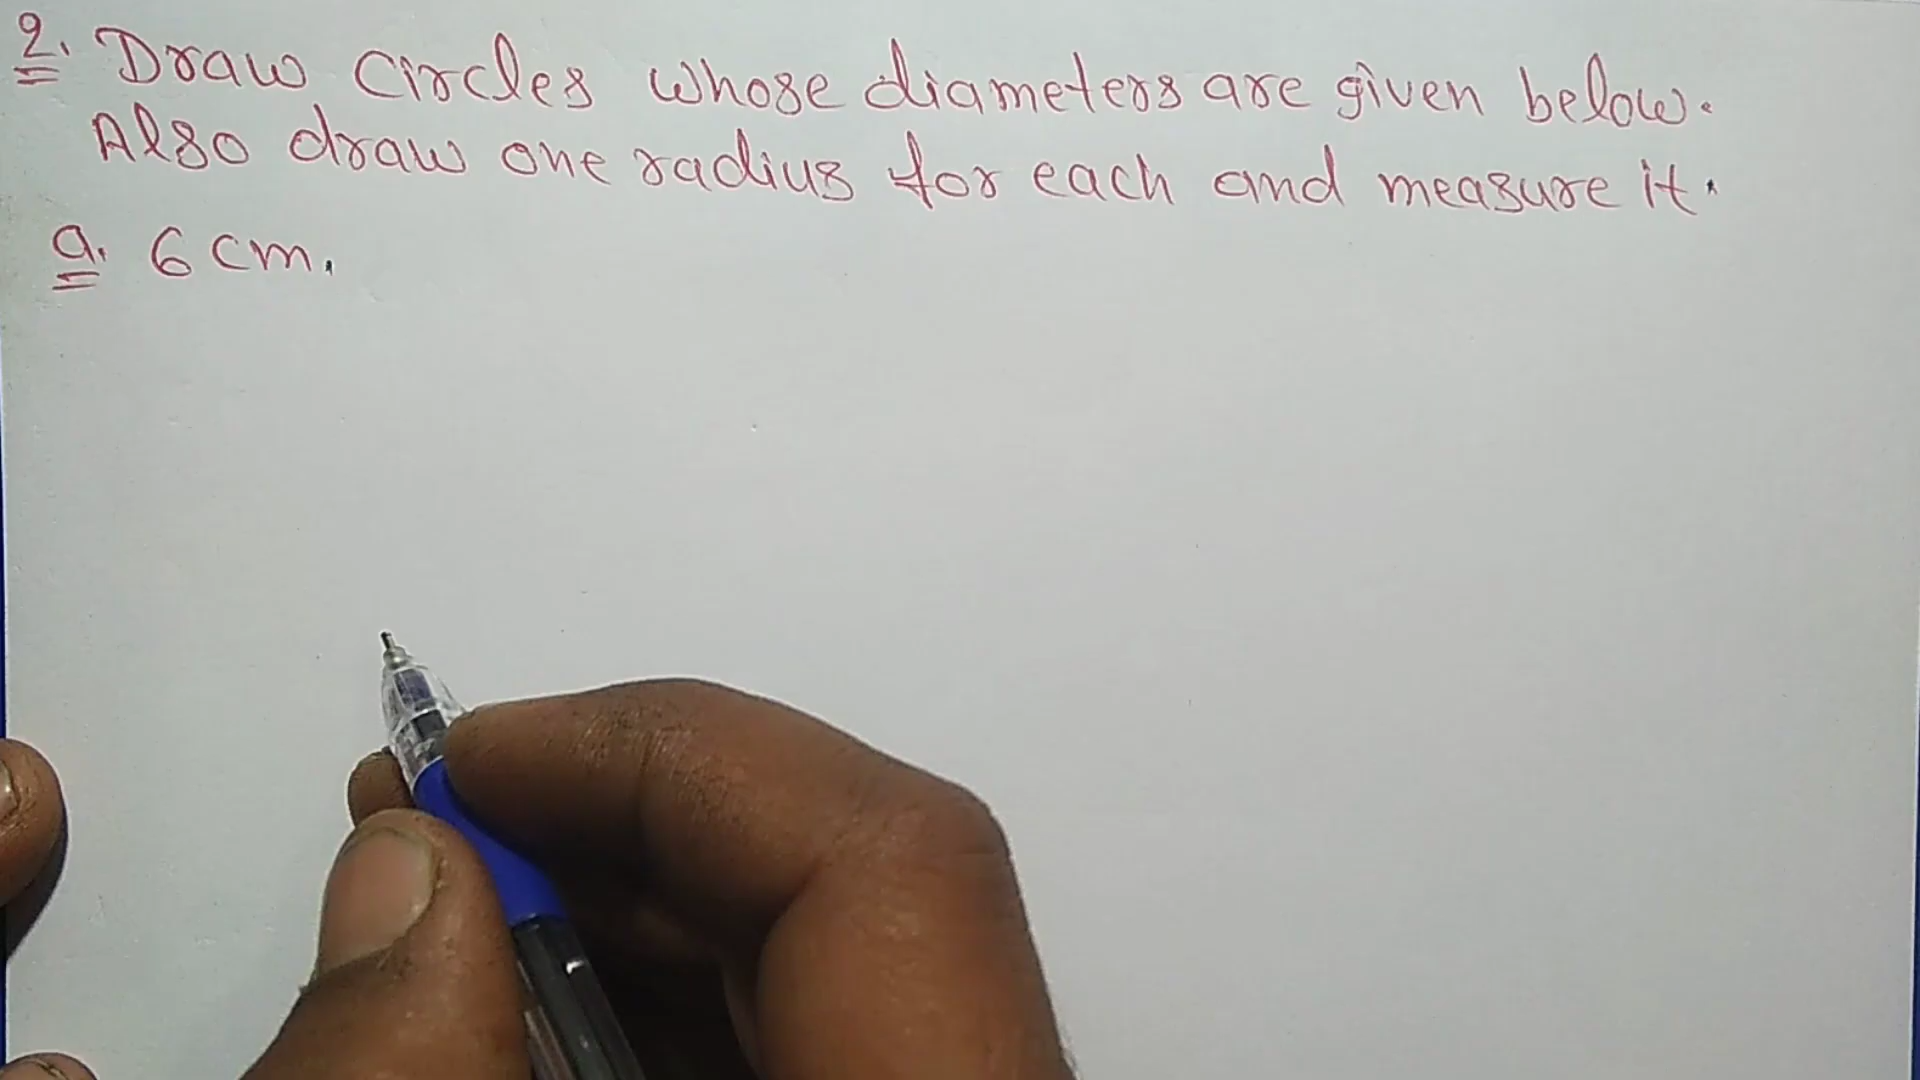 2. Draw circles whose diameters are given below.
Also draw one radius for each and measure it.
a. 6 cm.